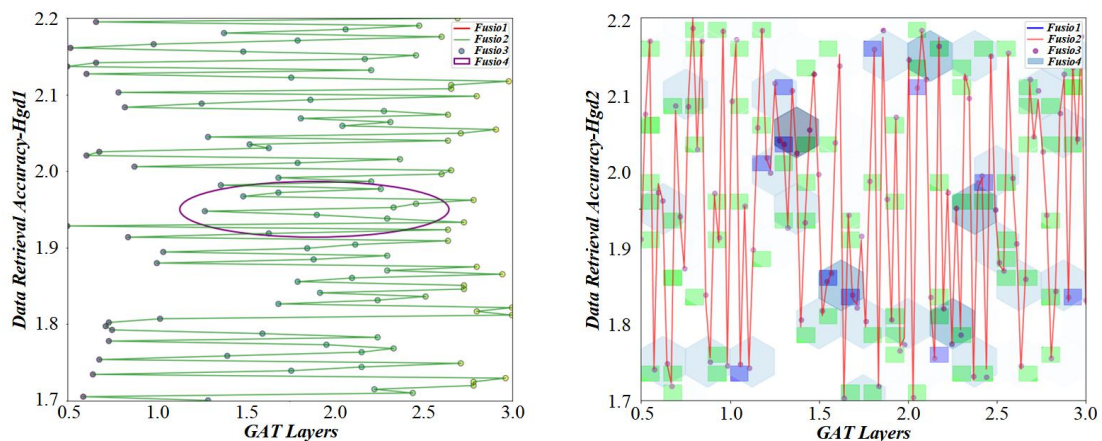 Data Retrieval Accuracy-Hgd1
2.2
2.1
2.0
1.9
1.8
1.7
0.5
1.0
1.5
2.0
2.5
3.0
GAT Layers
Fusio1
Fusio2
Fusio3
Fusio4
Data Retrieval Accuracy-Hgd2
2.2
2.1
2.0
1.9
1.8
1.7
0.5
1.0
1.5
2.0
2.5
3.0
GAT Layers
Fusio1
Fusio2
Fusio3
Fusio4